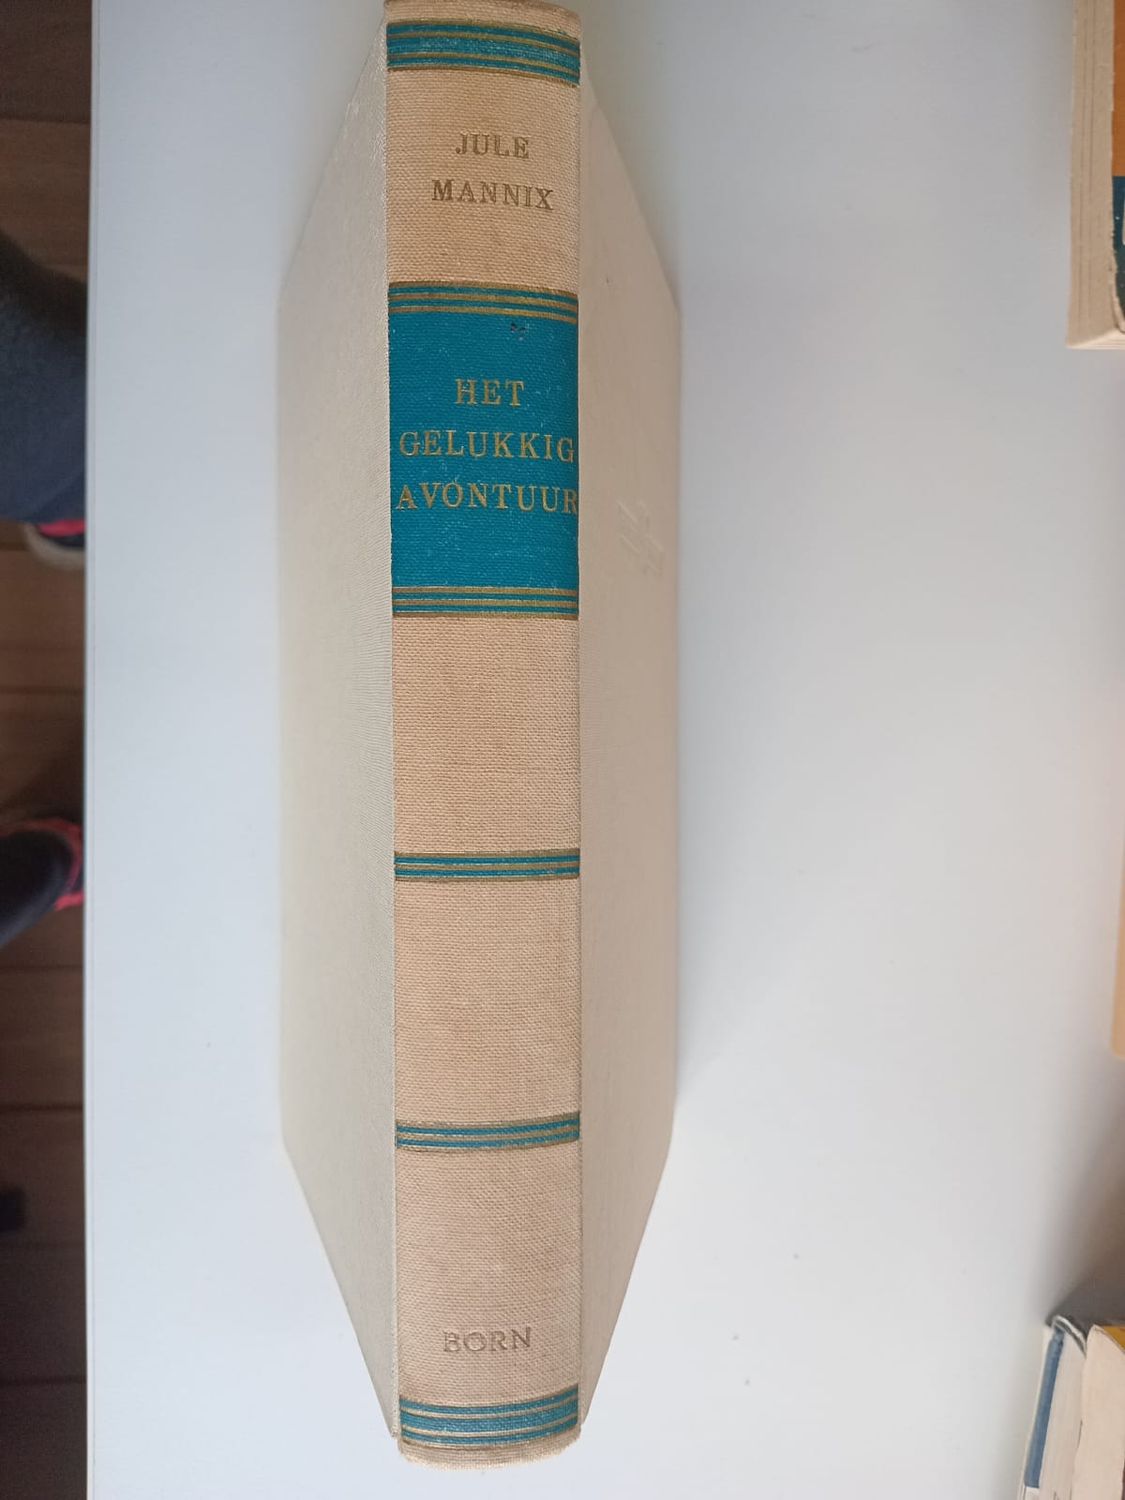 JULE
MANNIX
HET
GELUKKIG
AVONTUUR
BORN